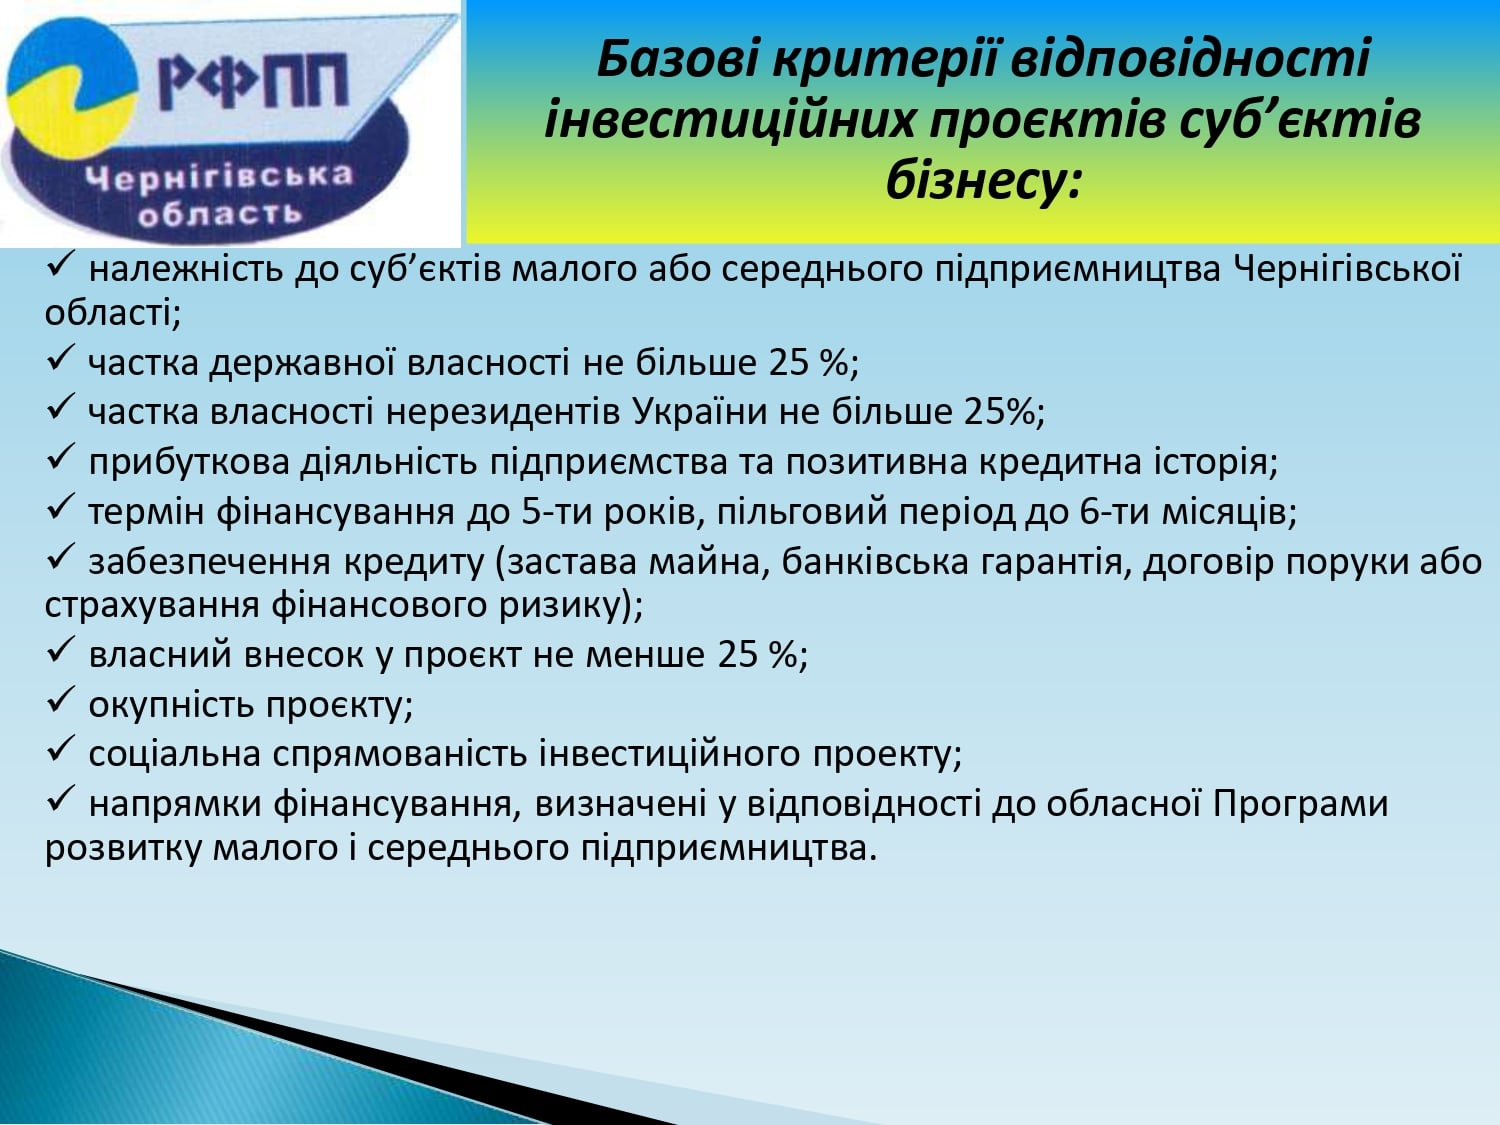 РФПП
Чернігівська
область
Базові критерії відповідності
інвестиційних проєктів суб’єктів
бізнесу:
✓ належність до суб’єктів малого або середнього підприємництва Чернігівської
області;
✓ частка державної власності не більше 25 %;
✓ частка власності нерезидентів України не більше 25%;
✓ прибуткова діяльність підприємства та позитивна кредитна історія;
✓ термін фінансування до 5-ти років, пільговий період до 6-ти місяців;
✓ забезпечення кредиту (застава майна, банківська гарантія, договір поруки або
страхування фінансового ризику);
✓ власний внесок у проєкт не менше 25 %;
✓ окупність проєкту;
✓ соціальна спрямованість інвестиційного проекту;
✓ напрямки фінансування, визначені у відповідності до обласної Програми
розвитку малого і середнього підприємництва.